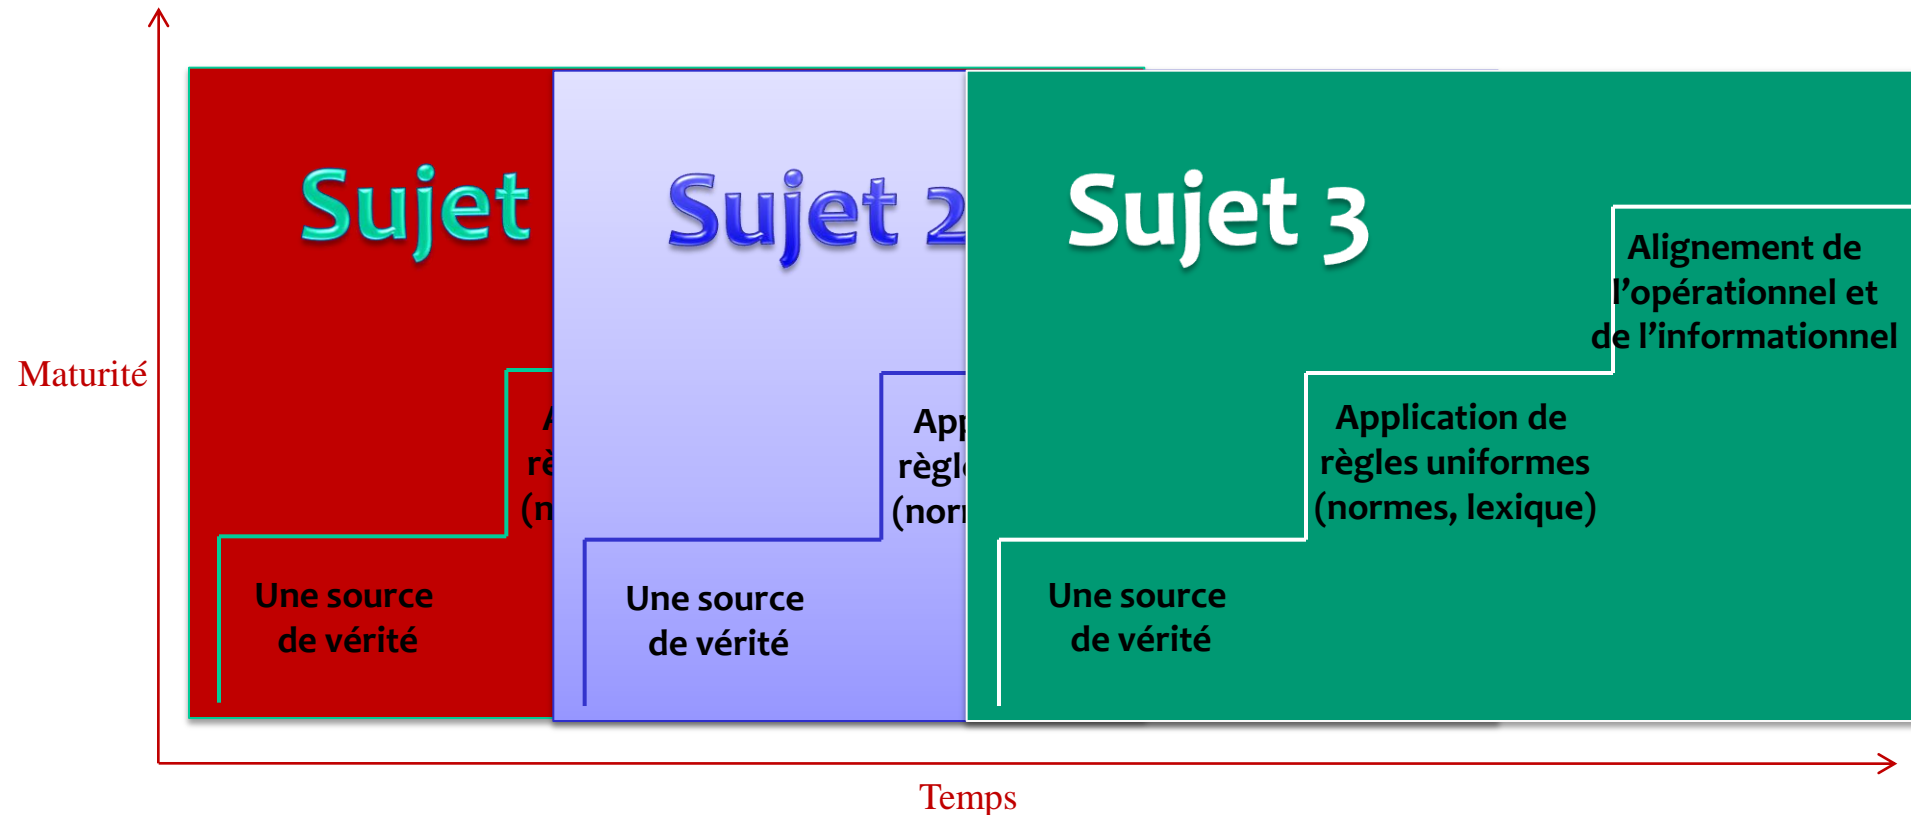 Maturité
Sujet
Une source
de vérité
Sujet 2
Une source
de vérité
Sujet 3
Une source
de vérité
Application de
règles uniformes
(normes, lexique)
Alignement de
l’opérationnel et
de l’informationnel
Temps